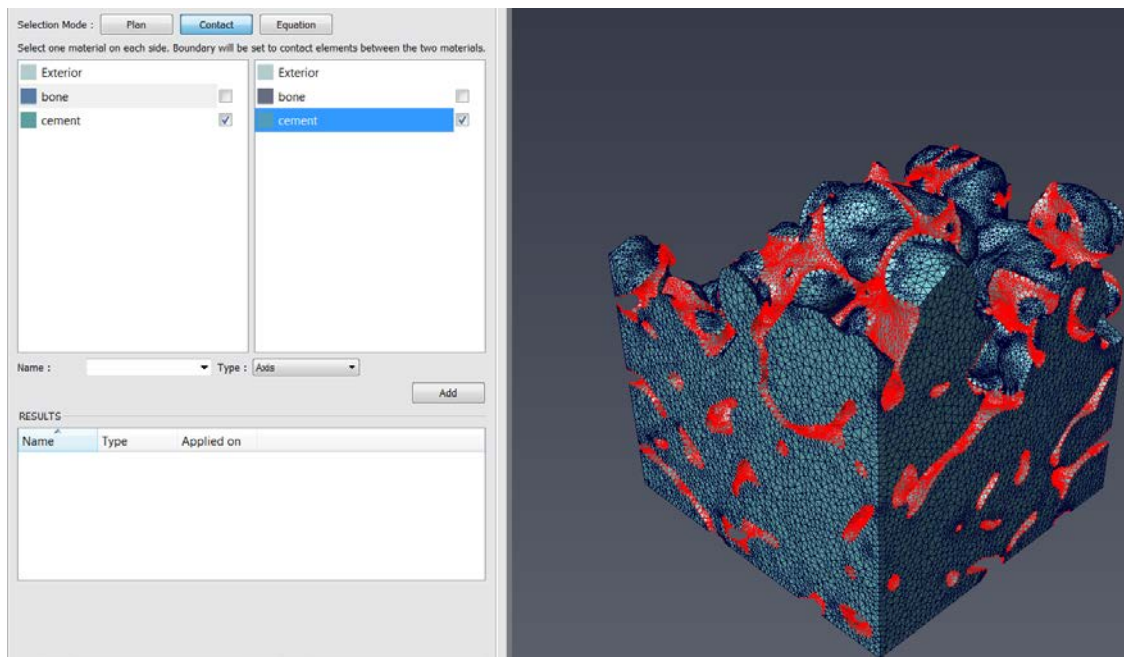 Selection Mode : Plan Contact Equation
Select one material on each side. Boundary will be set to contact elements between the two materials.
Exterior
bone
cement
Exterior
bone
cement
Name : Type : Axis
Add
RESULTS
Name Type Applied on